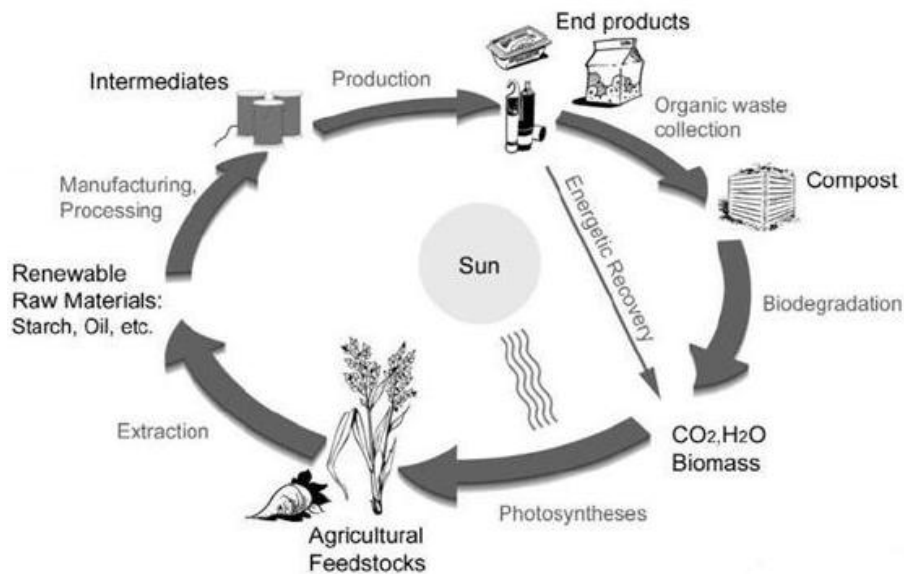 End products
Intermediates
Production
Organic waste
collection
Manufacturing,
Processing
Compost
Energetic Recovery
Sun
Renewable
Raw Materials:
Starch, Oil, etc.
Biodegradation
Extraction
CO2,H2O
Biomass
Photosyntheses
Agricultural
Feedstocks